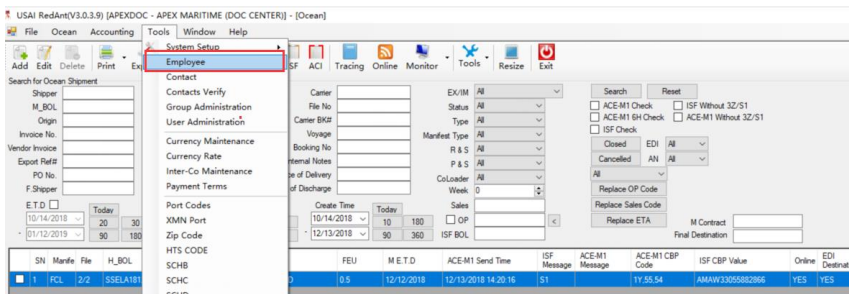 USAI RedAnt(V3.0.3.9) [APEXDOC - APEX MARITIME (DOC CENTER)] - [Ocean]
File Ocean Accounting Tools Window Help
Add Edit Delete Print SF ACI Tracing Online Monitor Tools Resize Exit
System Setup
Employee
Contact
Contacts Verify
Group Administration
User Administration
Currency Maintenance
Currency Rate
Inter-Co Maintenance
Payment Terms
Port Codes
XMN Port
Zip Code
HTS CODE
SCHB
SCHC
Search for Ocean Shipment
Shipper
M_BOL
Origin
Invoice No.
Vendor Invoice
Export Ref#
PO No.
F.Shipper
E.T.D Today
10/14/2018 20 30
- 01/12/2019 90 180
Carrier
File No
Carrier BK#
Voyage
Booking No
Internal Notes
ce of Delivery
of Discharge
Create Time Today
10/14/2018 10 180
- 12/13/2018 90 360
EX/IM All
Status All
Type All
Manifest Type All
R & S All
P & S All
CoLoader All
Week 0
Sales
OP <
ISF BOL
Search Reset
ACE-M1 Check ISF Without 3Z/S1
ACE-M1 6H Check ACE-M1 Without 3Z/S1
ISF Check
Closed EDI All
Cancelled AN All
All
Replace OP Code
Replace Sales Code
Replace ETA M Contract
Final Destination
SN Manife File H_BOL FEU M E.T.D ACE-M1 Send Time ISF Message ACE-M1 Message ACE-M1 CBP Code ISF CBP Value Online EDI Destinat
1 FCL 2/2 SSELA181 0.5 12/12/2018 12/13/2018 14:20:16 S1 1Y,55,54 AMAW33055882866 YES YES